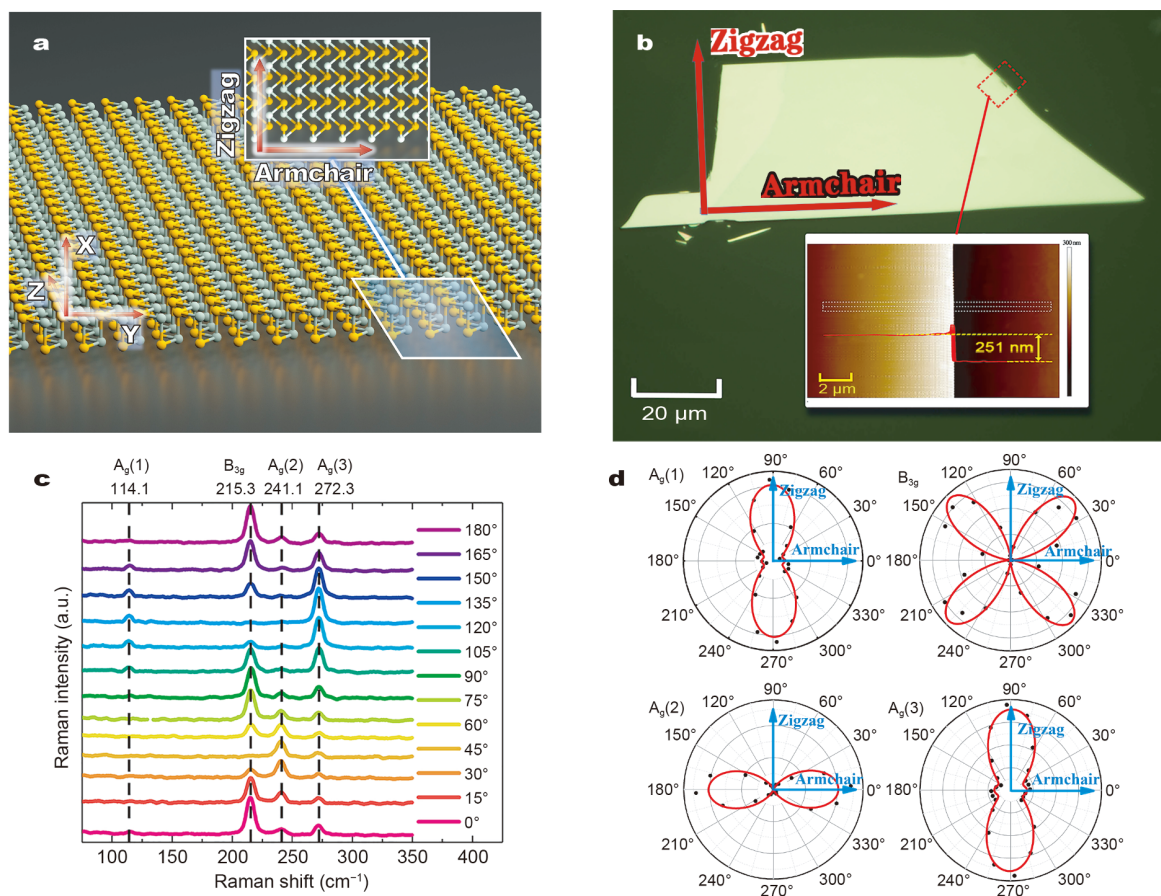 a
Zigzag
Armchair
X
Z
Y
b
Zigzag
Armchair
300 nm
251 nm
2 μm
20 μm
c
Ag(1) B3g Ag(2) Ag(3)
114.1 215.3 241.1 272.3
180°
165°
150°
135°
120°
105°
90°
75°
60°
45°
30°
15°
0°
Raman intensity (a.u.)
100 150 200 250 300 350 400
Raman shift (cm⁻¹)
d
Ag(1)
90°
120° 60°
150° 30°
180° 0°
210° 330°
240° 300°
270°
Zigzag
Armchair
B3g
90°
120° 60°
150° 30°
180° 0°
210° 330°
240° 300°
270°
Zigzag
Armchair
Ag(2)
90°
120° 60°
150° 30°
180° 0°
210° 330°
240° 300°
270°
Zigzag
Armchair
Ag(3)
90°
120° 60°
150° 30°
180° 0°
210° 330°
240° 300°
270°
Zigzag
Armchair